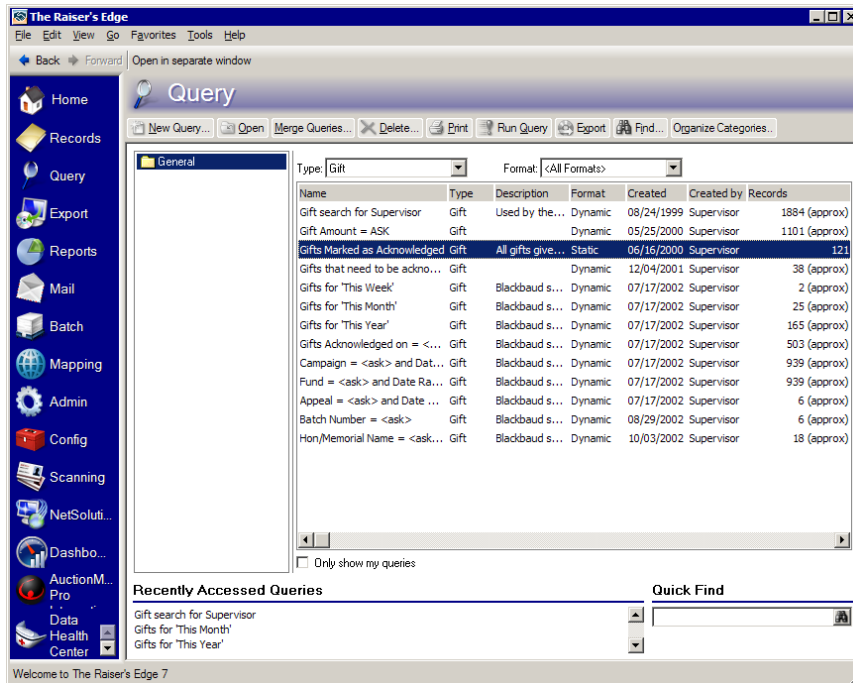 The Raiser's Edge
File Edit View Go Favorites Tools Help
Back Forward Open in separate window
Query
New Query... Open Merge Queries... Delete... Print Run Query Export Find... Organize Categories..
Home
Records
Query
Export
Reports
Mail
Batch
Mapping
Admin
Config
Scanning
NetSoluti...
Dashbo...
AuctionM...
Pro
Data
Health
Center
General
Type: Gift Format: <All Formats>
Name Type Description Format Created Created by Records
Gift search for Supervisor Gift Used by the... Dynamic 08/24/1999 Supervisor 1884 (approx)
Gift Amount = ASK Gift Dynamic 05/25/2000 Supervisor 1101 (approx)
Gifts Marked as Acknowledged Gift All gifts give... Static 06/16/2000 Supervisor 121
Gifts that need to be ackno... Gift Dynamic 12/04/2001 Supervisor 38 (approx)
Gifts for 'This Week' Gift Blackbaud s... Dynamic 07/17/2002 Supervisor 2 (approx)
Gifts for 'This Month' Gift Blackbaud s... Dynamic 07/17/2002 Supervisor 25 (approx)
Gifts for 'This Year' Gift Blackbaud s... Dynamic 07/17/2002 Supervisor 165 (approx)
Gifts Acknowledged on = <... Gift Blackbaud s... Dynamic 07/17/2002 Supervisor 503 (approx)
Campaign = <ask> and Dat... Gift Blackbaud s... Dynamic 07/17/2002 Supervisor 939 (approx)
Fund = <ask> and Date Ra... Gift Blackbaud s... Dynamic 07/17/2002 Supervisor 939 (approx)
Appeal = <ask> and Date ... Gift Blackbaud s... Dynamic 07/17/2002 Supervisor 6 (approx)
Batch Number = <ask> Gift Blackbaud s... Dynamic 08/29/2002 Supervisor 6 (approx)
Hon/Memorial Name = <ask... Gift Blackbaud s... Dynamic 10/03/2002 Supervisor 18 (approx)
Only show my queries
Recently Accessed Queries
Gift search for Supervisor
Gifts for 'This Month'
Gifts for 'This Year'
Quick Find
Welcome to The Raiser's Edge 7